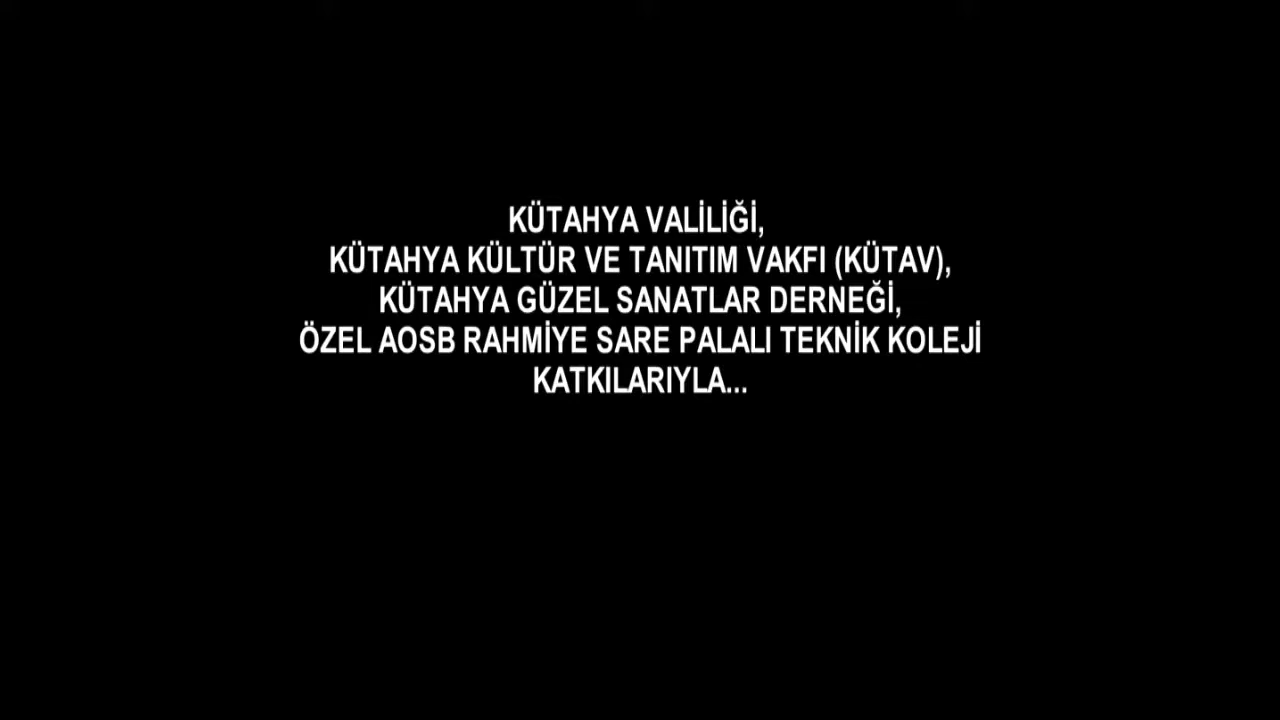 KÜTAHYA VALİLİĞİ,
KÜTAHYA KÜLTÜR VE TANITIM VAKFI (KÜTAV),
KÜTAHYA GÜZEL SANATLAR DERNEĞİ,
ÖZEL AOSB RAHMİYE SARE PALALI TEKNİK KOLEJİ
KATKILARIYLA...